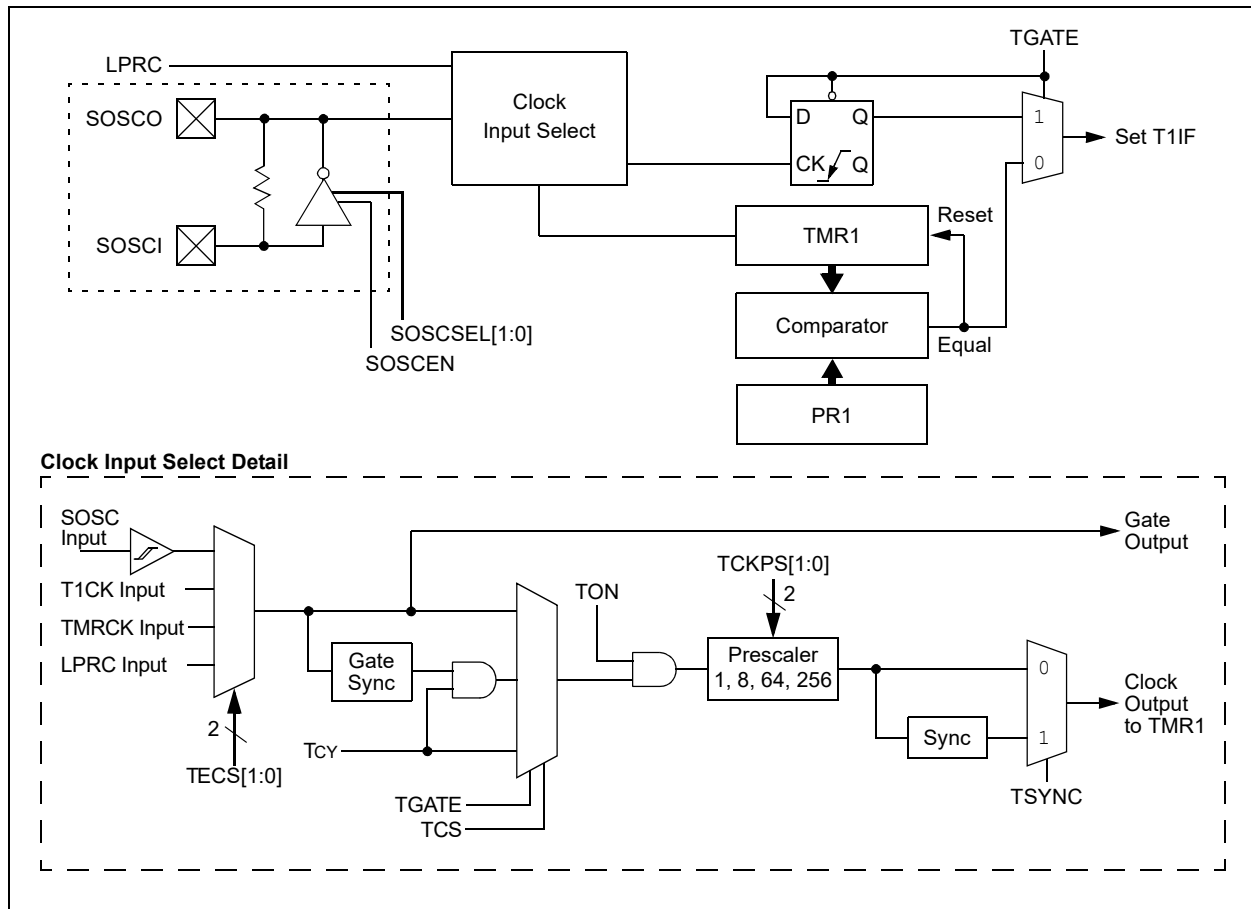 TGATE
LPRC
SOSCO
SOSCI
Clock
Input Select
D Q
CK Q
1
0
Set T1IF
TMR1
Reset
Comparator
Equal
PR1
SOSCSEL[1:0]
SOSCEN
Clock Input Select Detail
SOSC
Input
T1CK Input
TMRCK Input
LPRC Input
2
TECS[1:0]
Gate
Sync
TCY
TGATE
TCS
TON
TCKPS[1:0]
2
Prescaler
1, 8, 64, 256
Sync
0
1
TSYNC
Gate
Output
Clock
Output
to TMR1